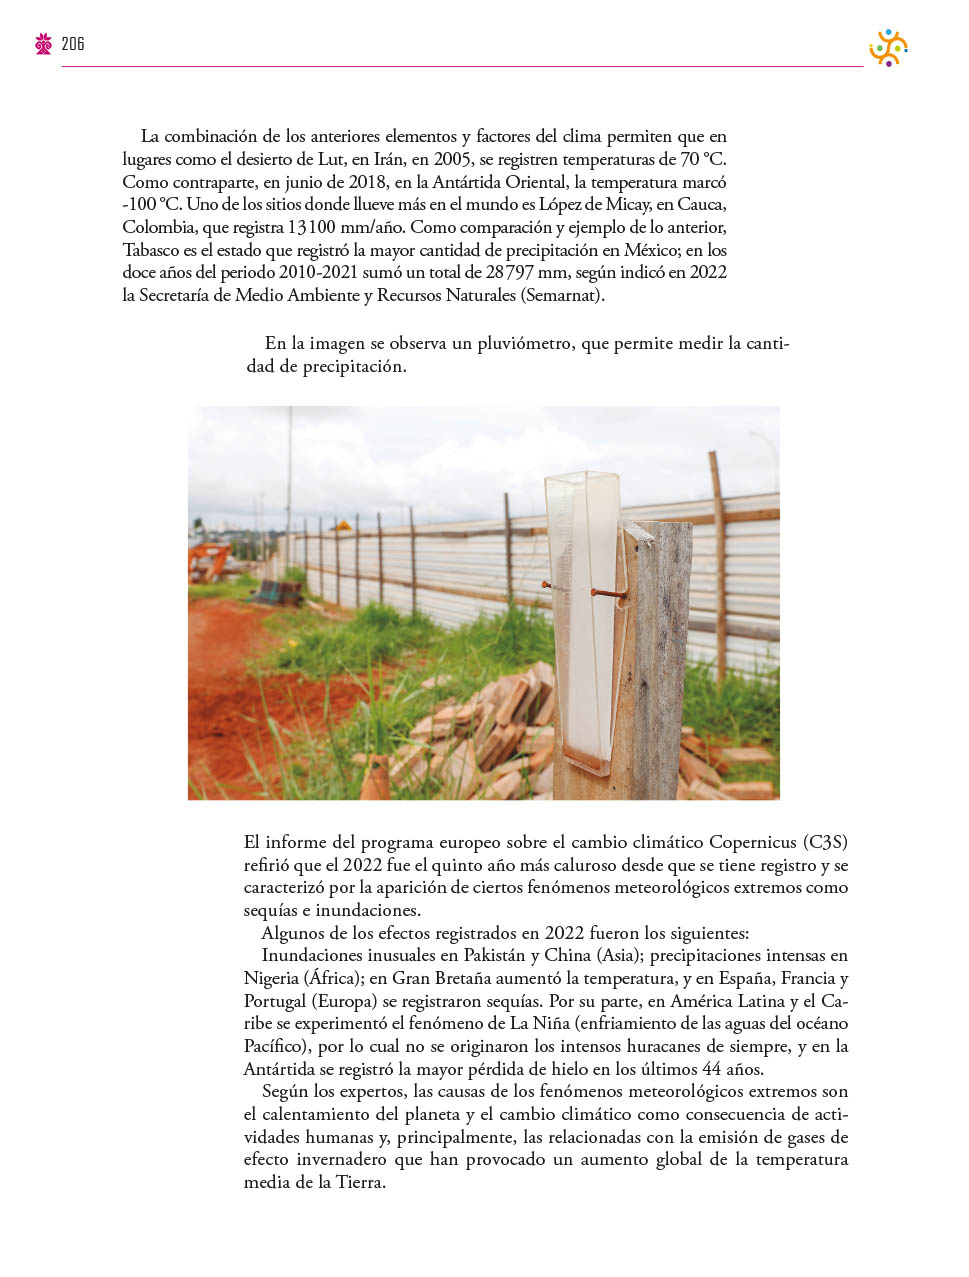 206
La combinación de los anteriores elementos y factores del clima permiten que en
lugares como el desierto de Lut, en Irán, en 2005, se registren temperaturas de 70 °C.
Como contraparte, en junio de 2018, en la Antártida Oriental, la temperatura marcó
-100 °C. Uno de los sitios donde llueve más en el mundo es López de Micay, en Cauca,
Colombia, que registra 13 100 mm/año. Como comparación y ejemplo de lo anterior,
Tabasco es el estado que registró la mayor cantidad de precipitación en México; en los
doce años del periodo 2010-2021 sumó un total de 28 797 mm, según indicó en 2022
la Secretaría de Medio Ambiente y Recursos Naturales (Semarnat).
En la imagen se observa un pluviómetro, que permite medir la canti-
dad de precipitación.
El informe del programa europeo sobre el cambio climático Copernicus (C3S)
refirió que el 2022 fue el quinto año más caluroso desde que se tiene registro y se
caracterizó por la aparición de ciertos fenómenos meteorológicos extremos como
sequías e inundaciones.
Algunos de los efectos registrados en 2022 fueron los siguientes:
Inundaciones inusuales en Pakistán y China (Asia); precipitaciones intensas en
Nigeria (África); en Gran Bretaña aumentó la temperatura, y en España, Francia y
Portugal (Europa) se registraron sequías. Por su parte, en América Latina y el Ca-
ribe se experimentó el fenómeno de La Niña (enfriamiento de las aguas del océano
Pacífico), por lo cual no se originaron los intensos huracanes de siempre, y en la
Antártida se registró la mayor pérdida de hielo en los últimos 44 años.
Según los expertos, las causas de los fenómenos meteorológicos extremos son
el calentamiento del planeta y el cambio climático como consecuencia de acti-
vidades humanas y, principalmente, las relacionadas con la emisión de gases de
efecto invernadero que han provocado un aumento global de la temperatura
media de la Tierra.